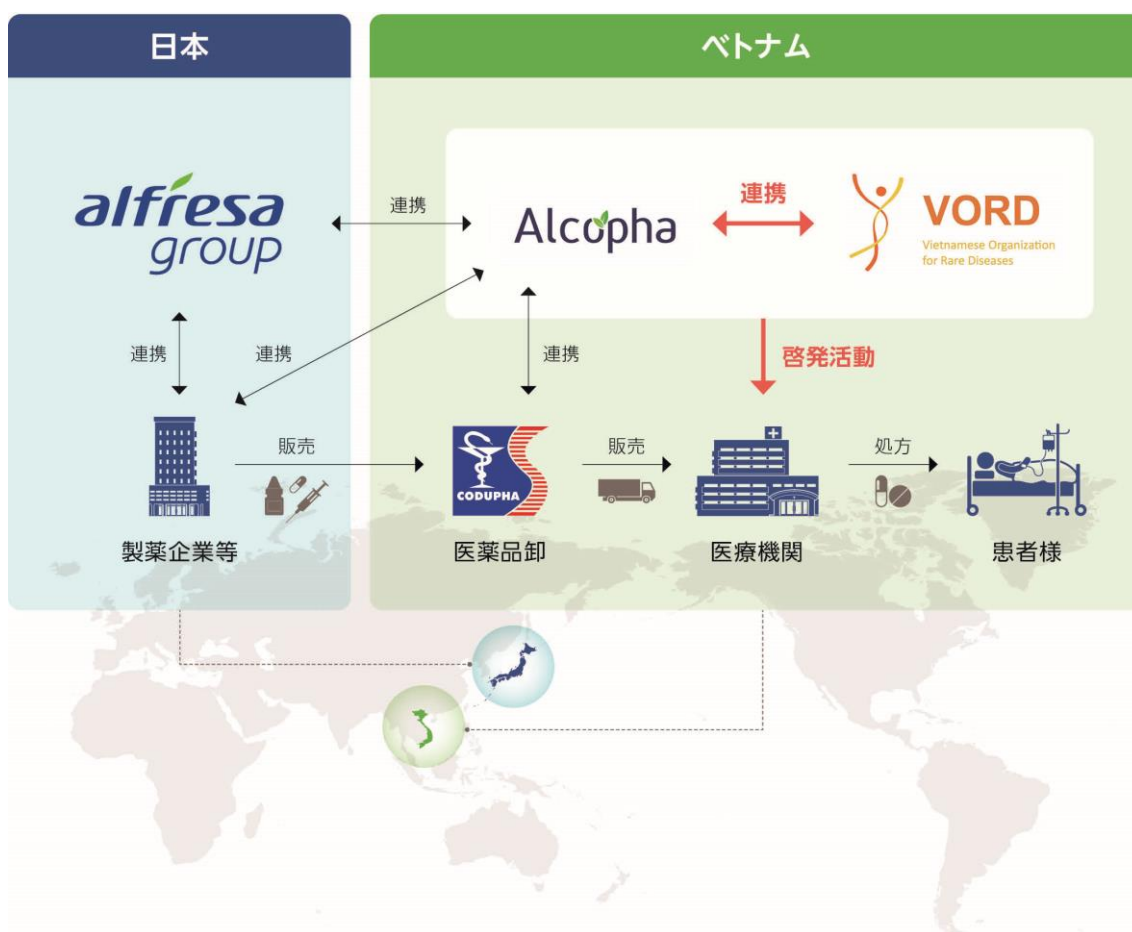 日本
ベトナム
alfresa
group
連携
Alcopha
連携
VORD
Vietnamese Organization
for Rare Diseases
連携
連携
連携
啓発活動
販売
CODUPHA
販売
処方
製薬企業等
医薬品卸
医療機関
患者様